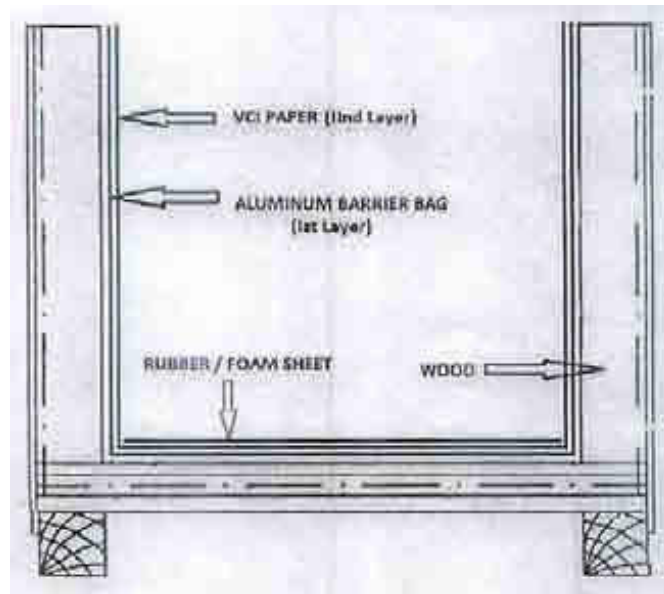 VCI PAPER (IInd Layer)
ALUMINUM BARRIER BAG
(Ist Layer)
RUBBER / FOAM SHEET
WOOD